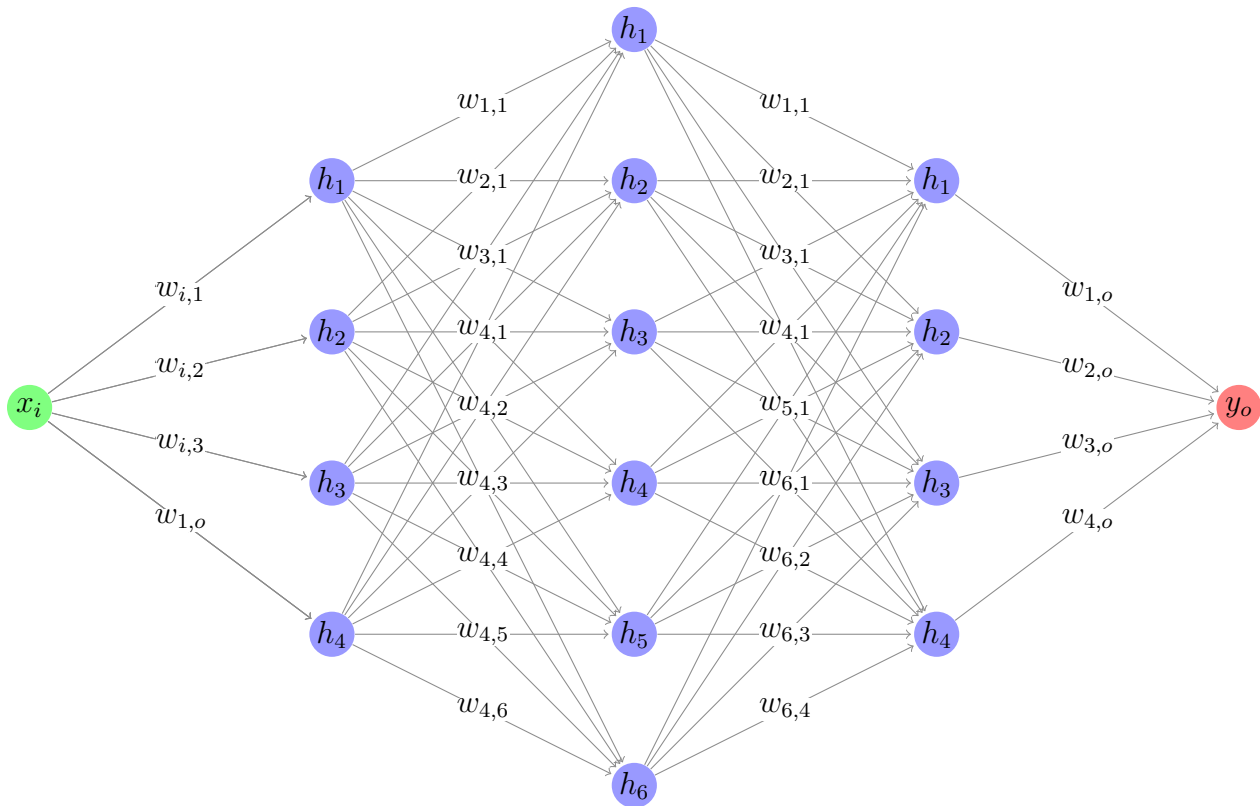 h₁
w₁,₁ w₁,₁
h₁ w₂,₁ h₂ w₂,₁ h₁
w₃,₁ w₃,₁
wᵢ,₁ w₁,ₒ
h₂ w₄,₁ h₃ w₄,₁ h₂
wᵢ,₂ w₂,ₒ
xᵢ w₄,₂ w₅,₁ yₒ
wᵢ,₃ w₃,ₒ
h₃ w₄,₃ h₄ w₆,₁ h₃
w₁,ₒ w₄,ₒ
w₄,₄ w₆,₂
h₄ w₄,₅ h₅ w₆,₃ h₄
w₄,₆ w₆,₄
h₆